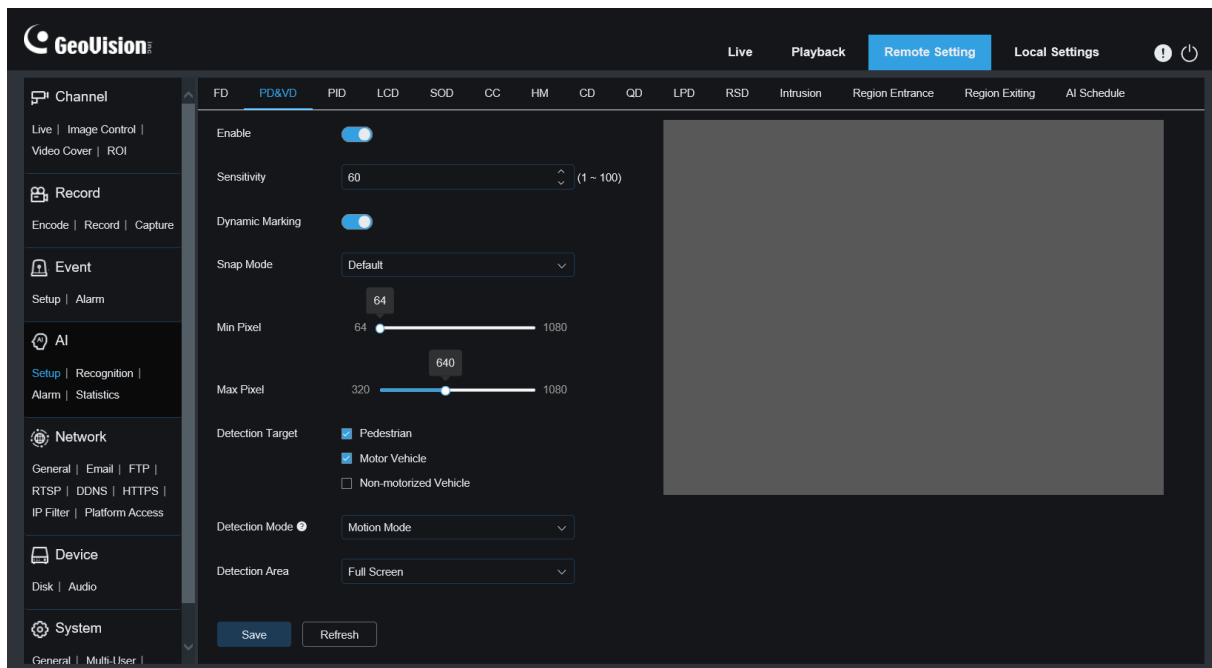 GeoVision
Live Playback Remote Setting Local Settings
Channel
Live | Image Control |
Video Cover | ROI
Record
Encode | Record | Capture
Event
Setup | Alarm
AI
Setup | Recognition |
Alarm | Statistics
Network
General | Email | FTP |
RTSP | DDNS | HTTPS |
IP Filter | Platform Access
Device
Disk | Audio
System
General | Multi-User |
FD PD&VD PID LCD SOD CC HM CD QD LPD RSD Intrusion Region Entrance Region Exiting AI Schedule
Enable
Sensitivity 60 (1 ~ 100)
Dynamic Marking
Snap Mode Default
64
Min Pixel 64 1080
640
Max Pixel 320 1080
Detection Target Pedestrian
Motor Vehicle
Non-motorized Vehicle
Detection Mode ? Motion Mode
Detection Area Full Screen
Save Refresh